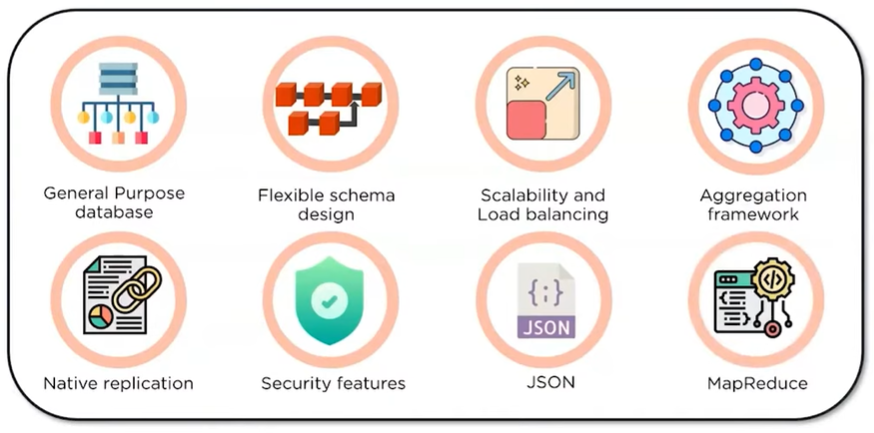 General Purpose
database
Flexible schema
design
Scalability and
Load balancing
Aggregation
framework
Native replication
Security features
{;}
JSON
JSON
</>
MapReduce